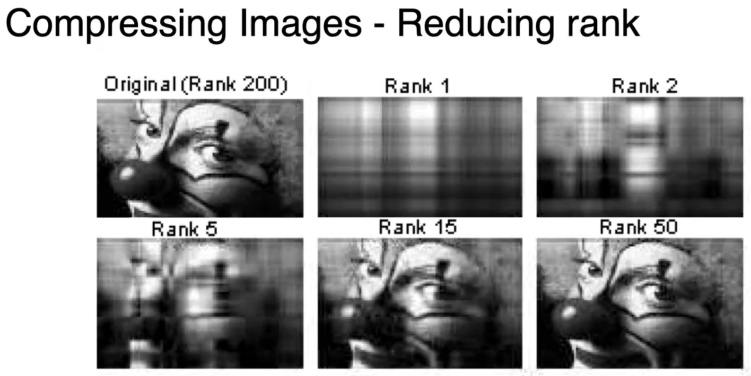 Compressing Images - Reducing rank
Original (Rank 200)
Rank 1
Rank 2
Rank 5
Rank 15
Rank 50